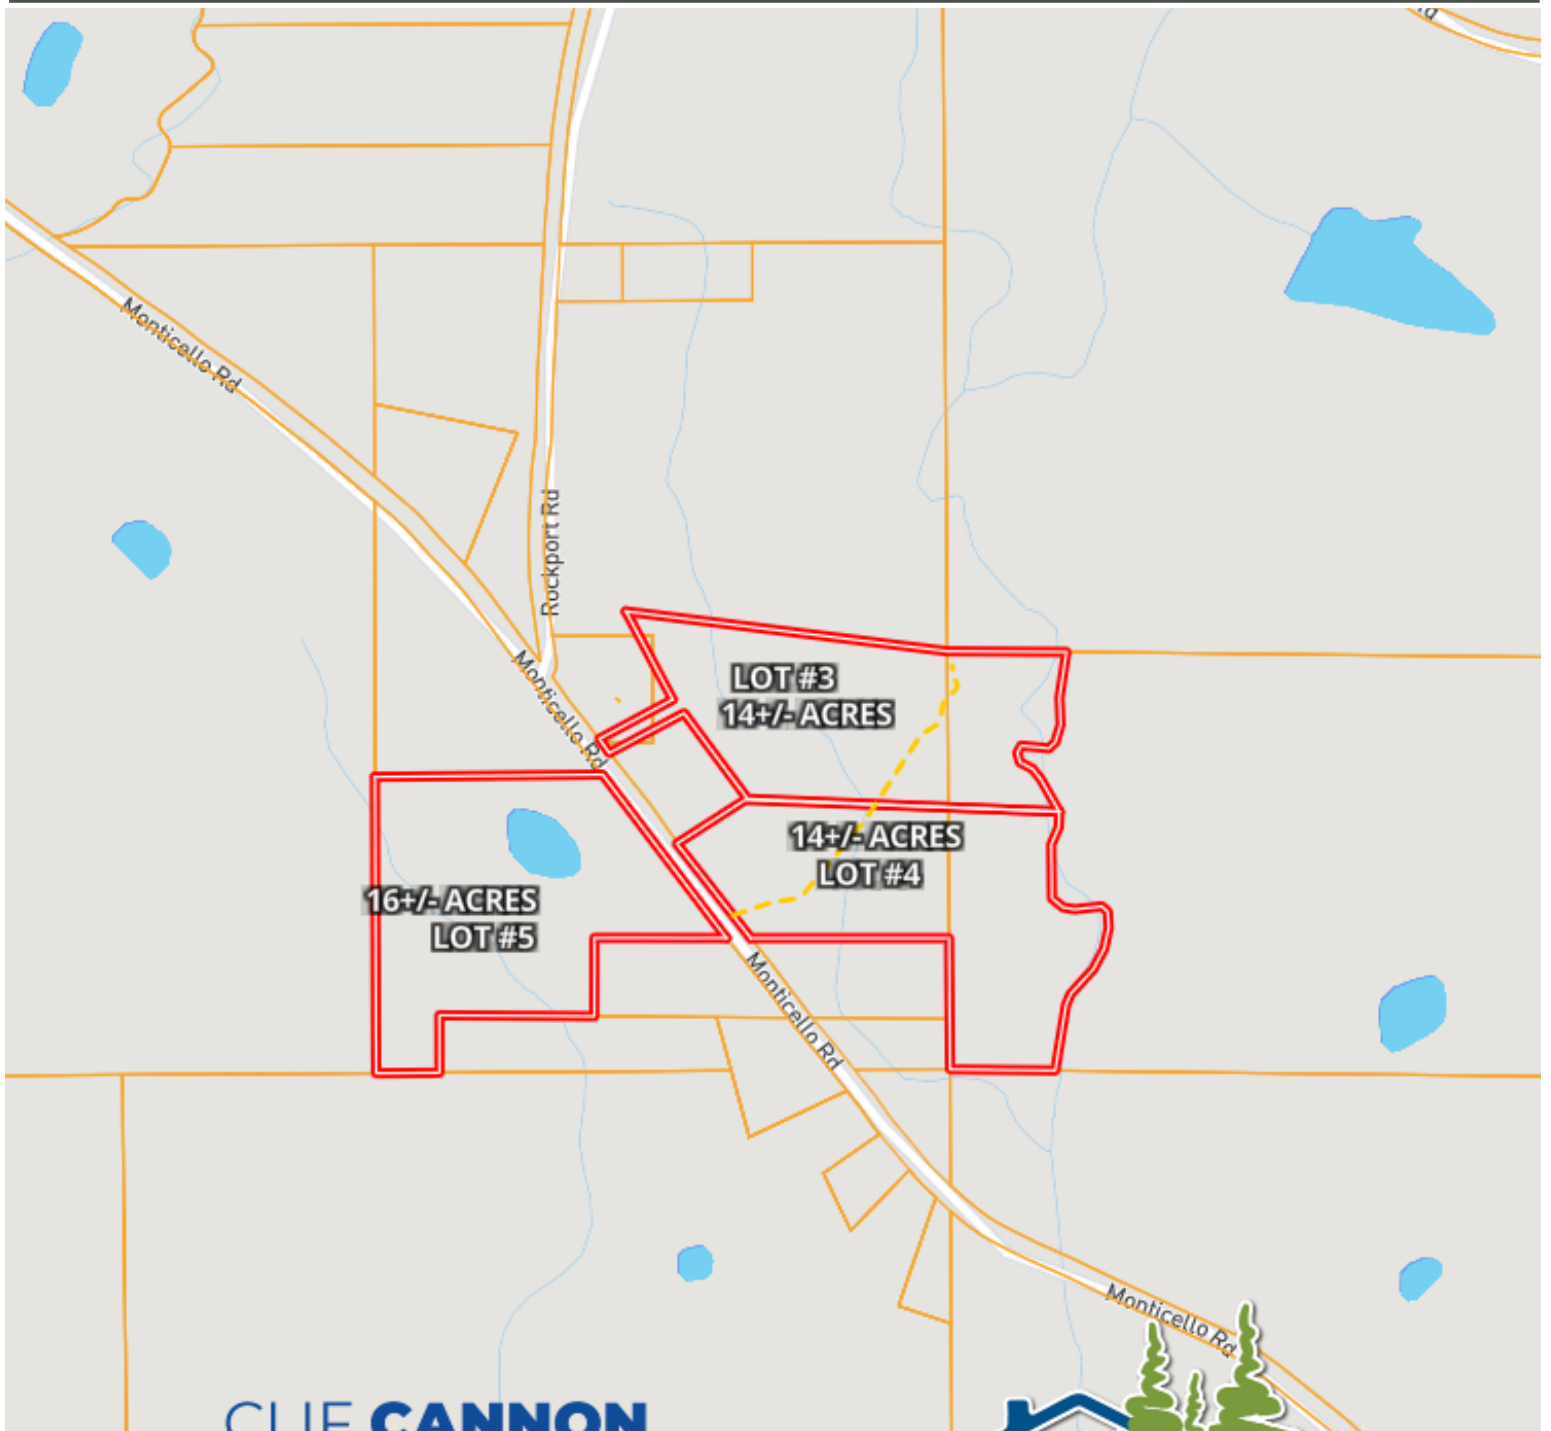 Monticello Rd
Rockport Rd
Monticello Rd
LOT #3
14+/- ACRES
14+/- ACRES
LOT #4
16+/- ACRES
LOT #5
Monticello Rd
Monticello Rd
CLIF CANNON